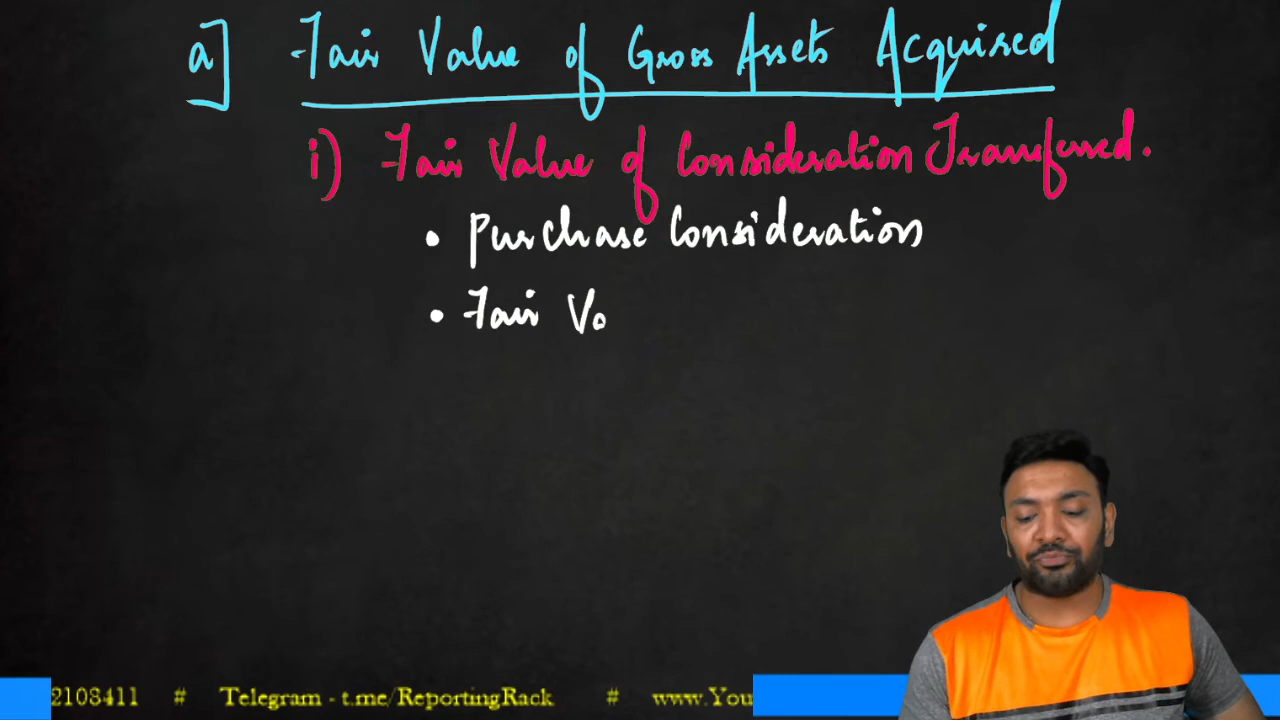 a] Fair Value of Gross Assets Acquired
i) Fair Value of Consideration Transferred.
• Purchase Consideration
• Fair Va
2108411 # Telegram - t.me/ReportingRack # www.You